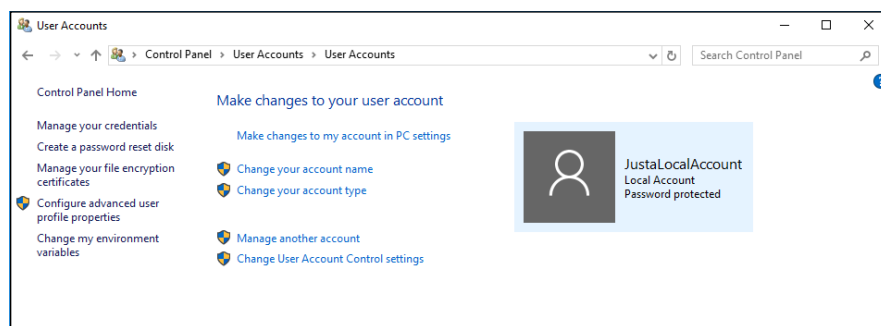 User Accounts
Control Panel > User Accounts > User Accounts
Search Control Panel
Control Panel Home
Manage your credentials
Create a password reset disk
Manage your file encryption
certificates
Configure advanced user
profile properties
Change my environment
variables
Make changes to your user account
Make changes to my account in PC settings
Change your account name
Change your account type
Manage another account
Change User Account Control settings
JustaLocalAccount
Local Account
Password protected